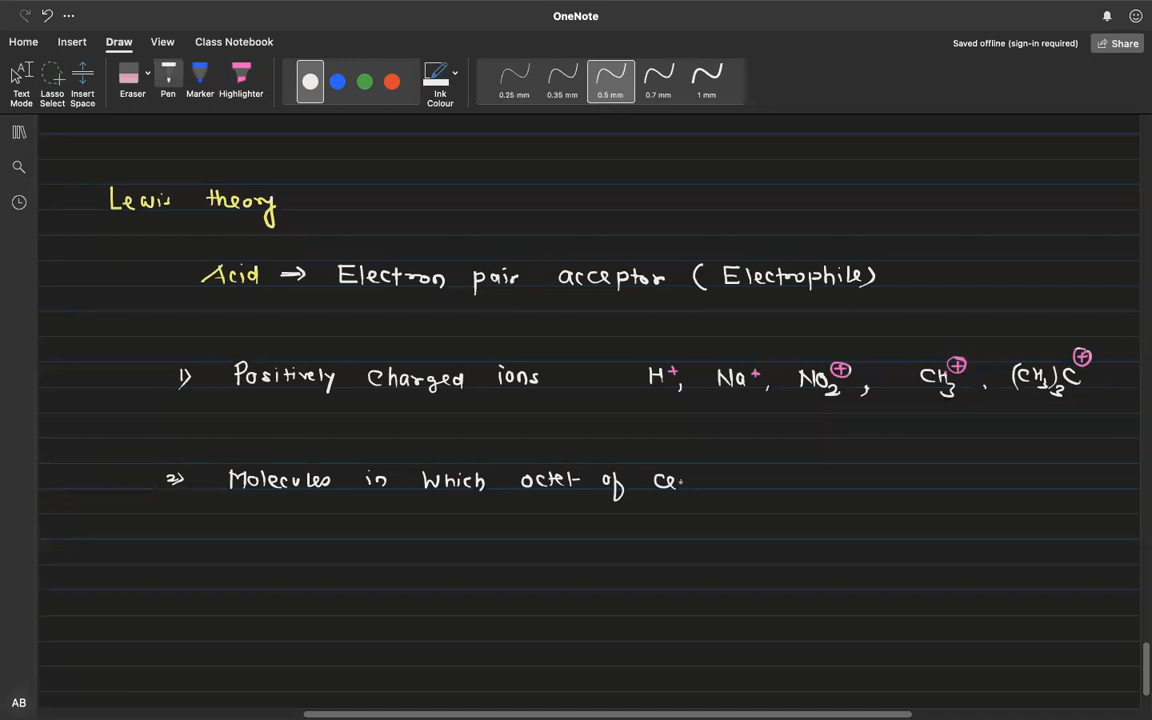 OneNote
Home Insert Draw View Class Notebook
Saved offline (sign-in required) Share
Text Mode Lasso Select Insert Space Eraser Pen Marker Highlighter Ink Colour 0.25 mm 0.35 mm 0.5 mm 0.7 mm 1 mm
Lewis theory
Acid → Electron pair acceptor ( Electrophile)
1) Positively charged ions H⁺, Na⁺, NO₂⊕, CH₃⊕, (CH₃)₃C⊕
2) Molecules in which octet of ce
AB